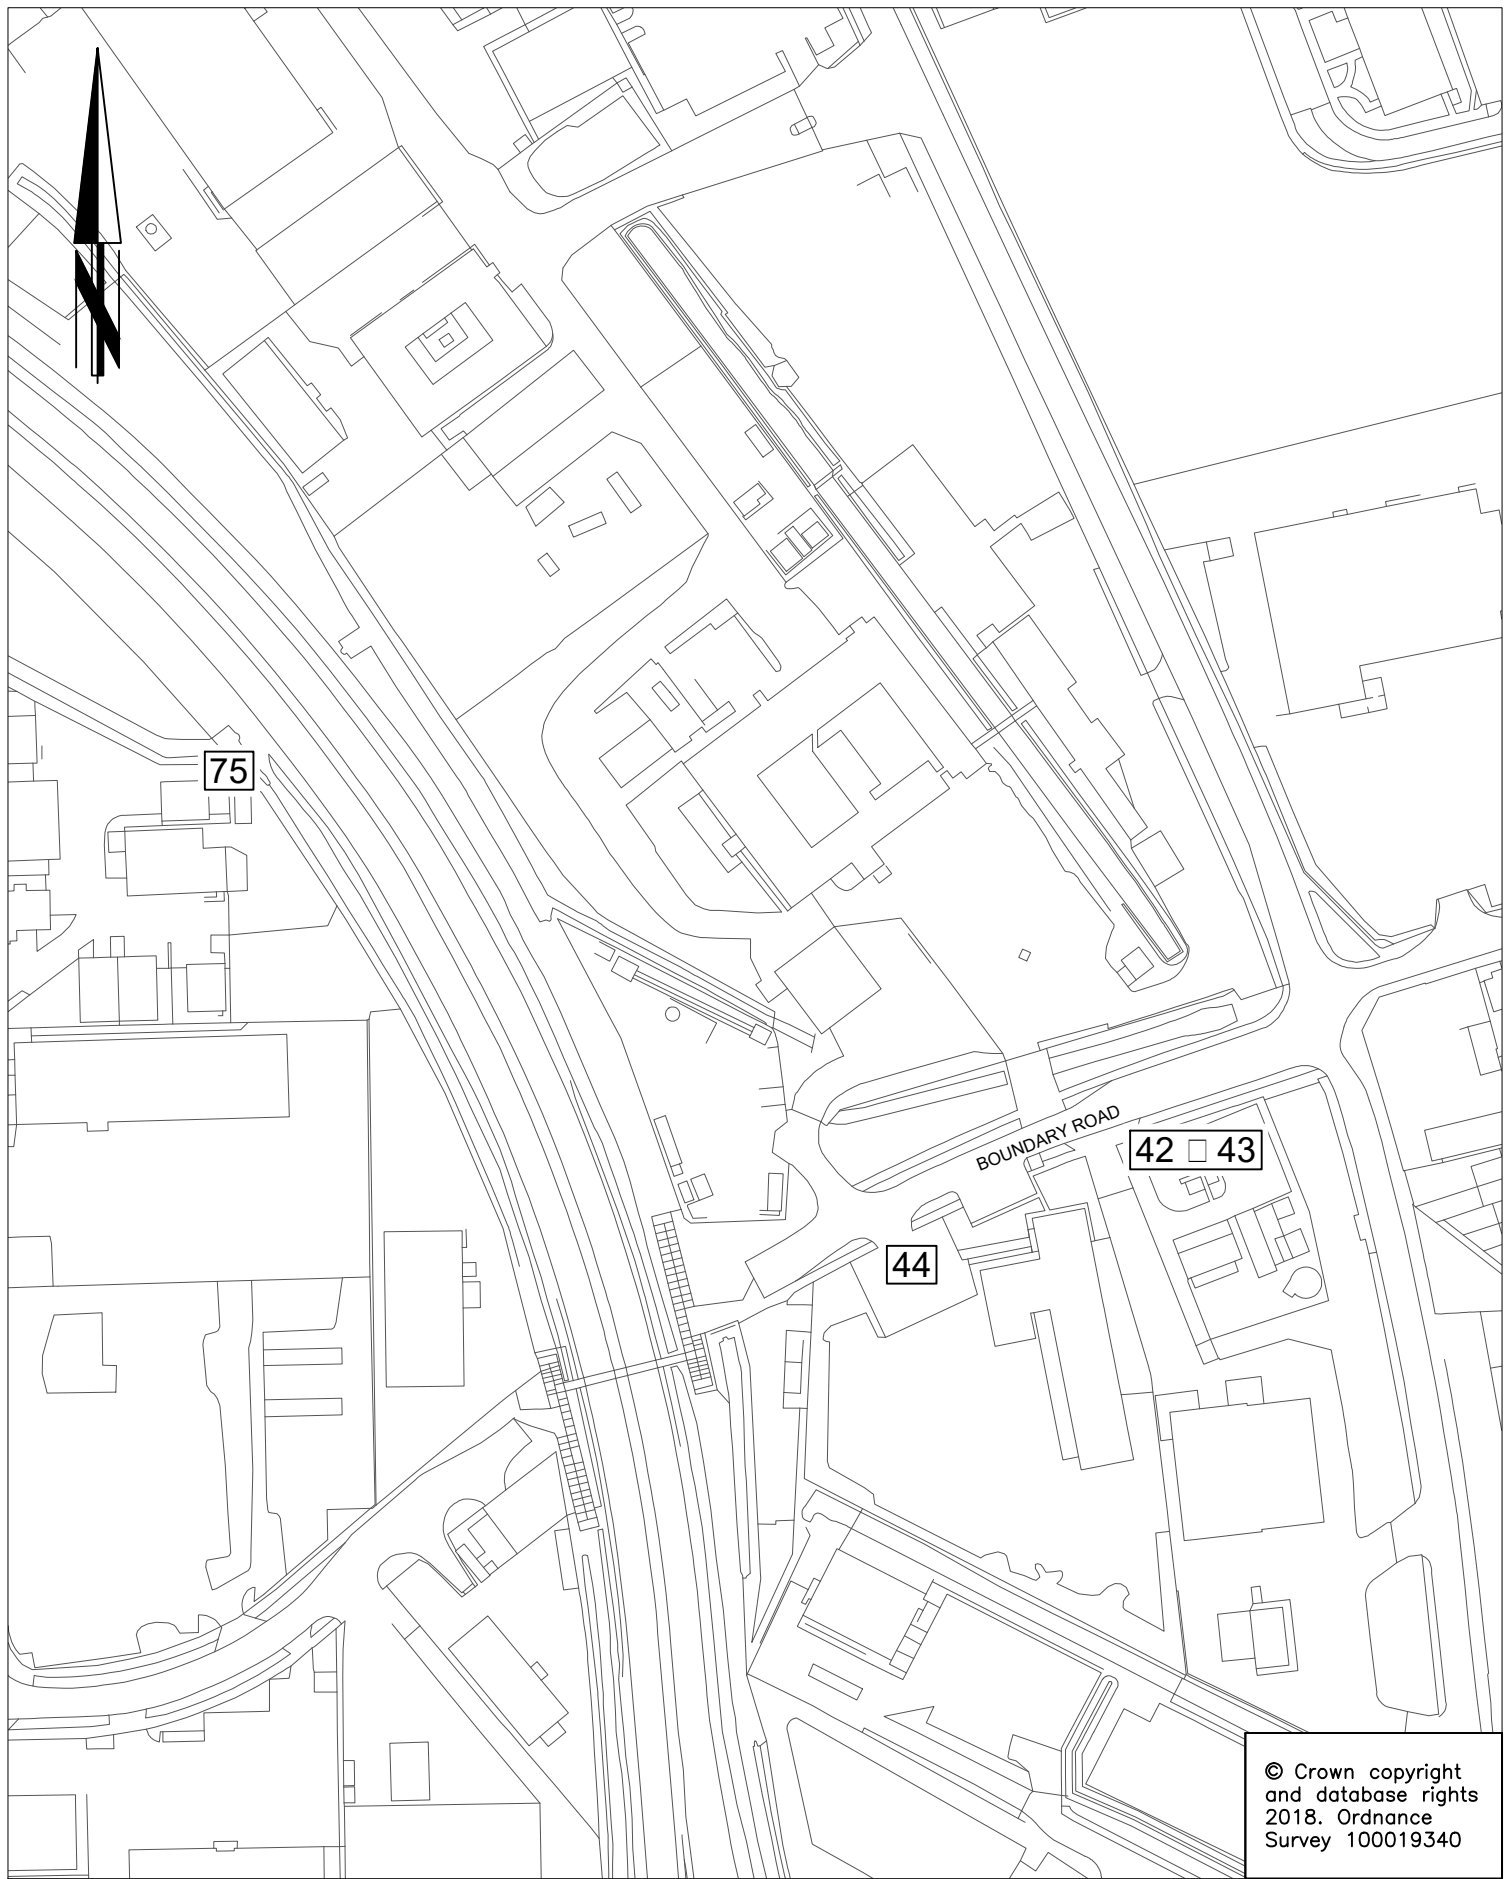 N
75
BOUNDARY ROAD
42 □ 43
44
© Crown copyright
and database rights
2018. Ordnance
Survey 100019340